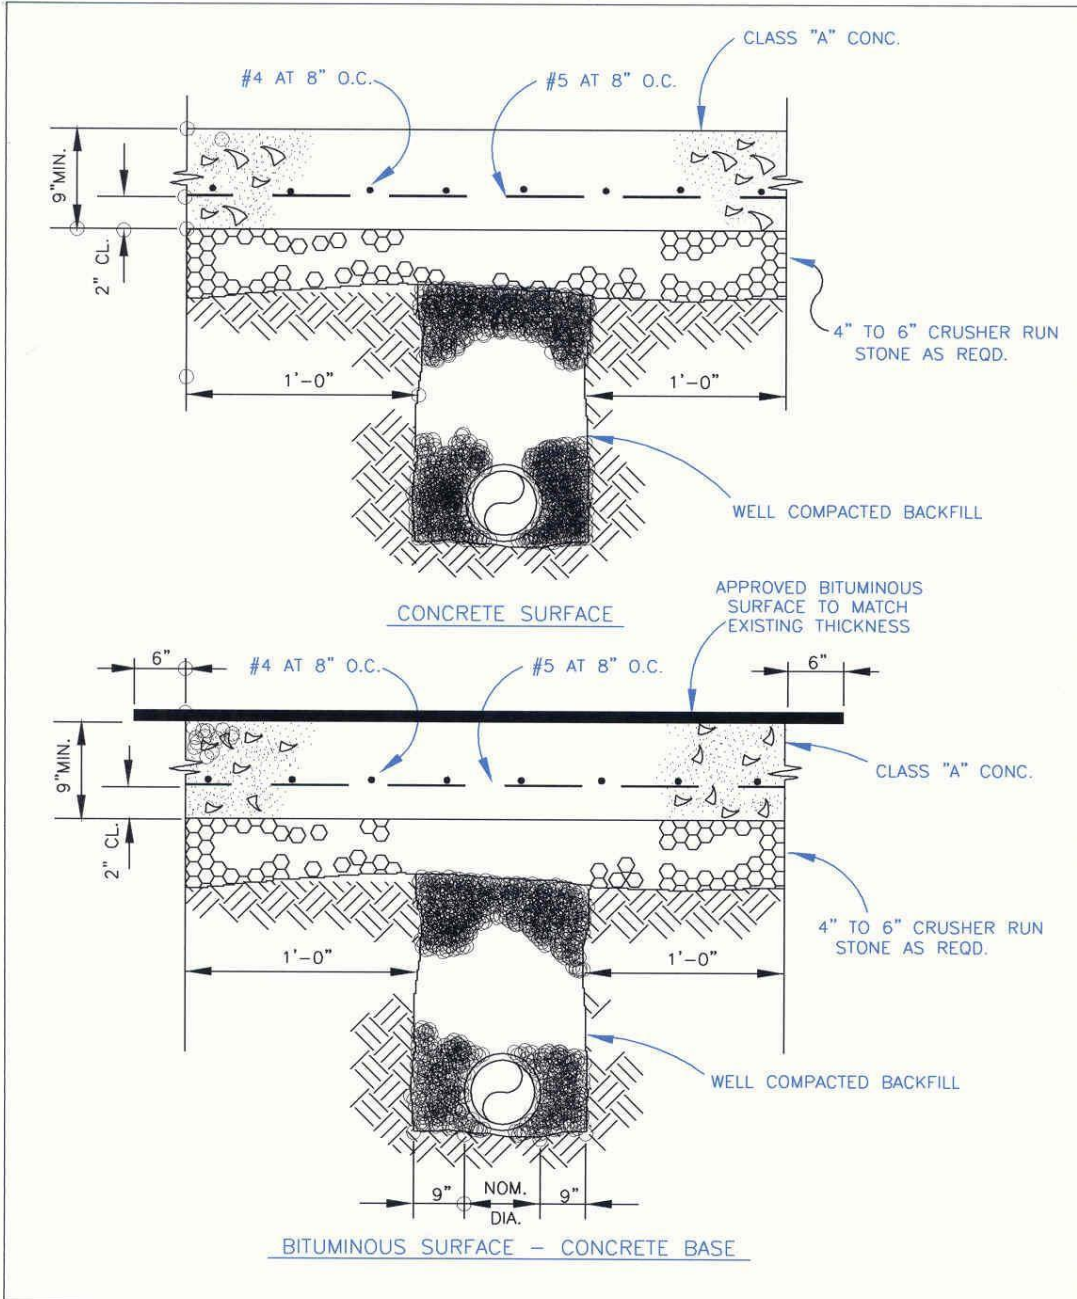 CLASS "A" CONC.
#4 AT 8" O.C.
#5 AT 8" O.C.
9"MIN.
2" CL.
4" TO 6" CRUSHER RUN
STONE AS REQD.
1'-0"
1'-0"
WELL COMPACTED BACKFILL
CONCRETE SURFACE
APPROVED BITUMINOUS
SURFACE TO MATCH
EXISTING THICKNESS
6"
#4 AT 8" O.C.
#5 AT 8" O.C.
6"
9"MIN.
CLASS "A" CONC.
2" CL.
4" TO 6" CRUSHER RUN
STONE AS REQD.
1'-0"
1'-0"
WELL COMPACTED BACKFILL
9"
NOM.
DIA.
9"
BITUMINOUS SURFACE – CONCRETE BASE